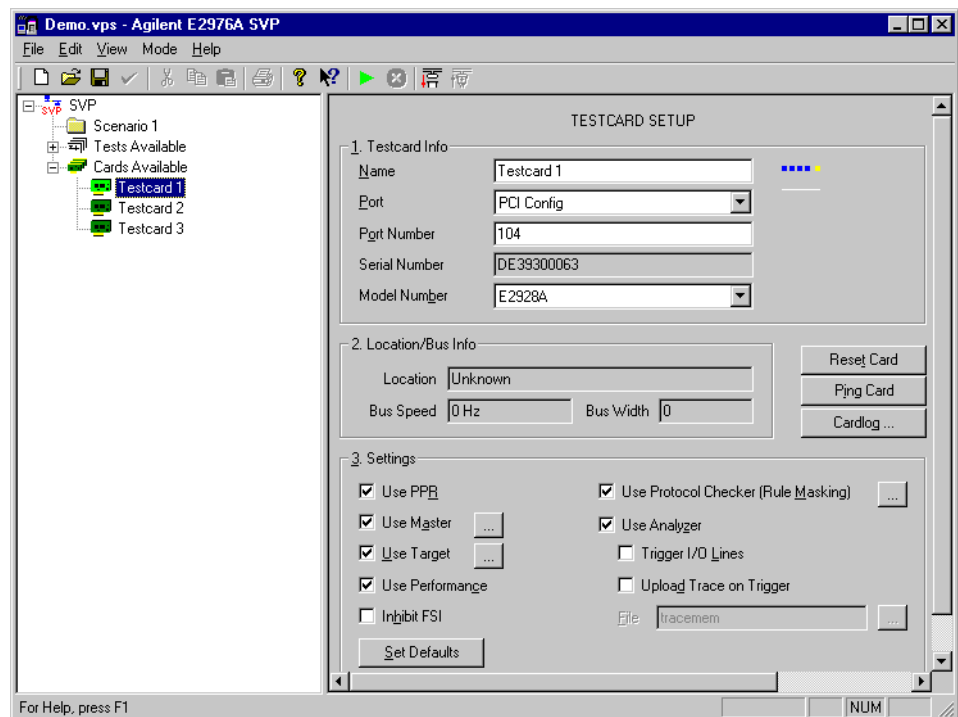 Demo.vps - Agilent E2976A SVP
File Edit View Mode Help
SVP
Scenario 1
Tests Available
Cards Available
Testcard 1
Testcard 2
Testcard 3
TESTCARD SETUP
1. Testcard Info
Name Testcard 1
Port PCI Config
Port Number 104
Serial Number DE39300063
Model Number E2928A
2. Location/Bus Info
Location Unknown
Bus Speed 0 Hz Bus Width 0
Reset Card
Ping Card
Cardlog ...
3. Settings
Use PPR
Use Master ...
Use Target ...
Use Performance
Inhibit FSI
Set Defaults
Use Protocol Checker (Rule Masking) ...
Use Analyzer
Trigger I/O Lines
Upload Trace on Trigger
File tracemem ...
For Help, press F1 NUM